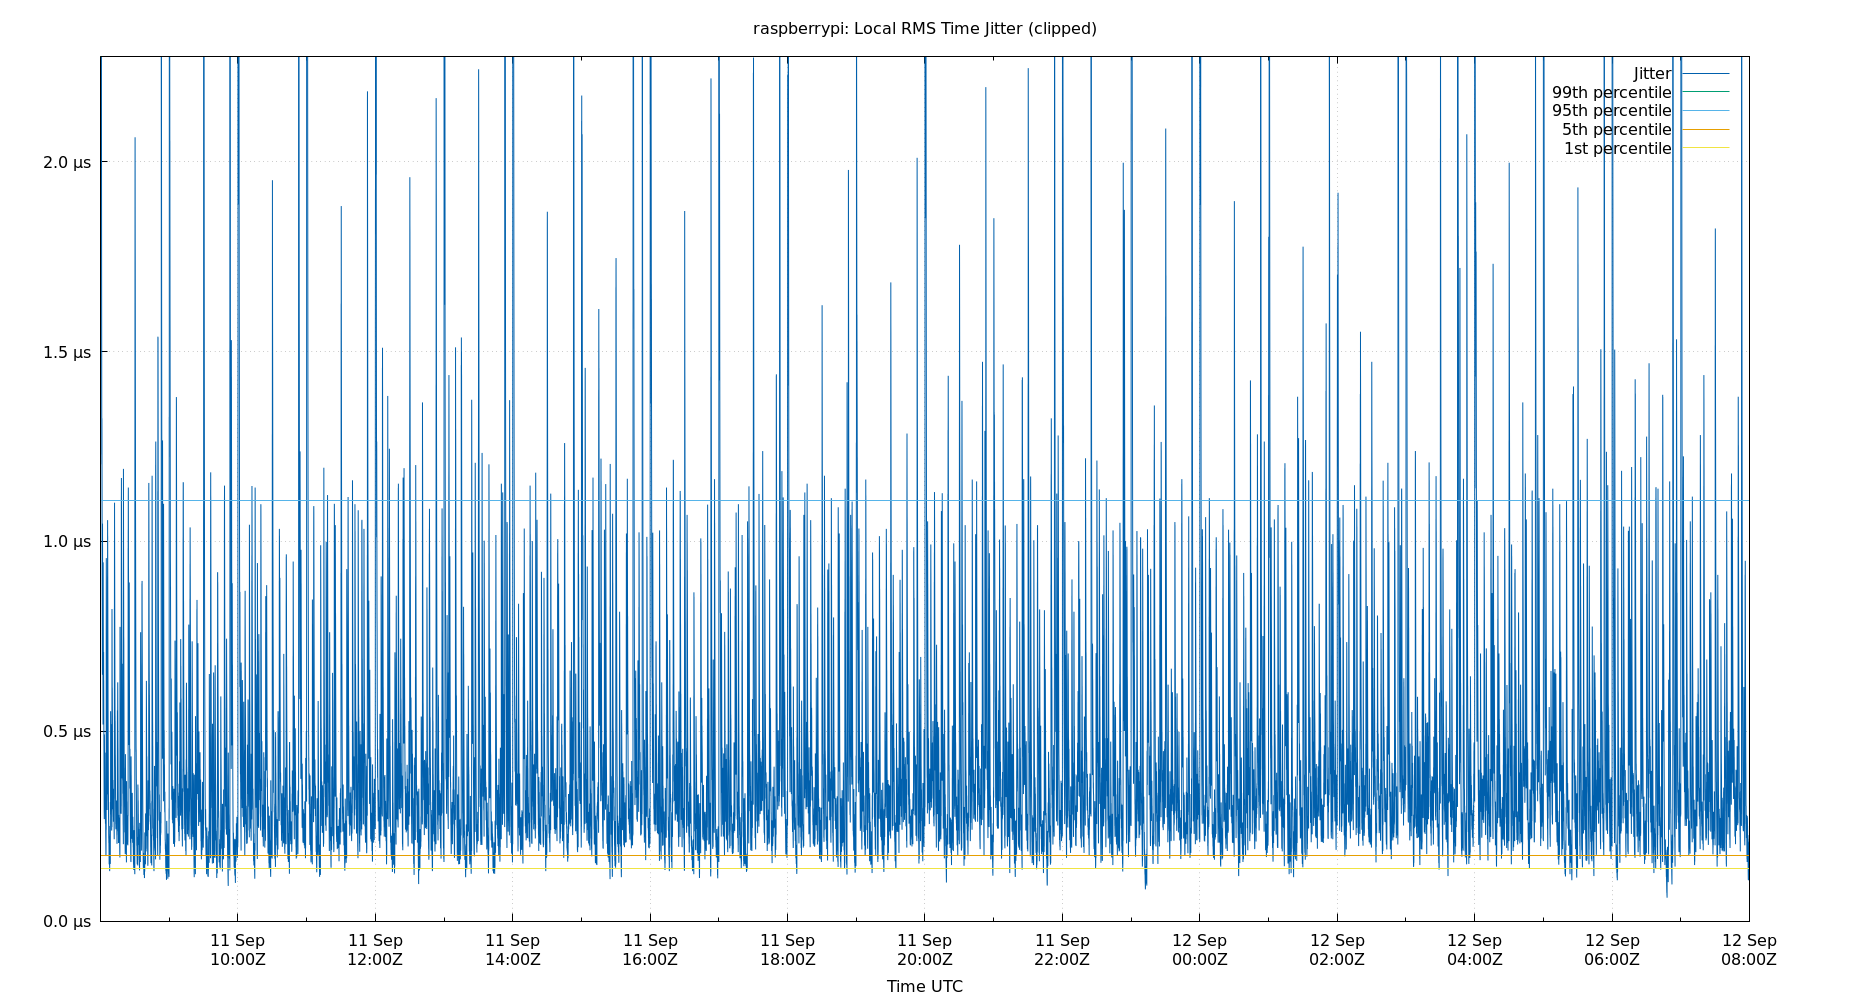 raspberrypi: Local RMS Time Jitter (clipped)
Jitter
99th percentile
95th percentile
5th percentile
1st percentile
2.0 µs
1.5 µs
1.0 µs
0.5 µs
0.0 µs
11 Sep 11 Sep 11 Sep 11 Sep 11 Sep 11 Sep 11 Sep 12 Sep 12 Sep 12 Sep 12 Sep 12 Sep
10:00Z 12:00Z 14:00Z 16:00Z 18:00Z 20:00Z 22:00Z 00:00Z 02:00Z 04:00Z 06:00Z 08:00Z
Time UTC